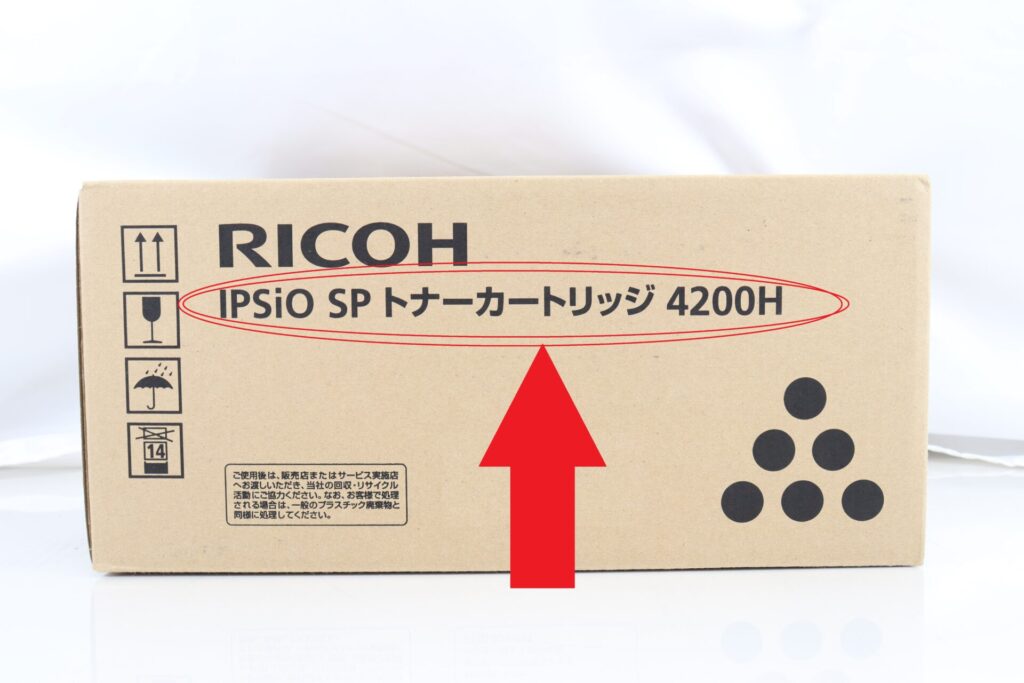 RICOH
IPSiO SP トナーカートリッジ 4200H
14
ご使用後は、販売店またはサービス実施店
へお渡しいただき、当社の回収・リサイクル
活動にご協力ください。なお、お客様で処理
される場合は、一般のプラスチック廃棄物と
同様に処理してください。